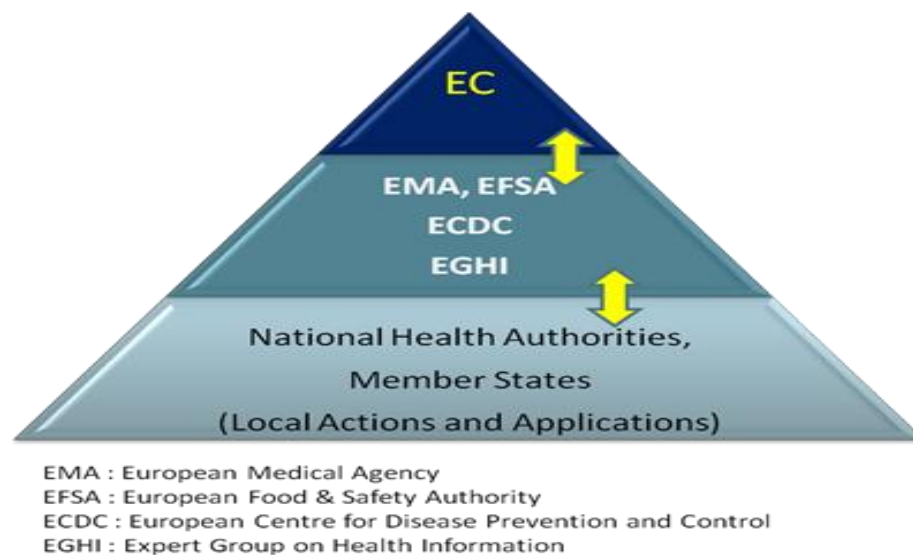 EC
EMA, EFSA
ECDC
EGHI
National Health Authorities,
Member States
(Local Actions and Applications)
EMA : European Medical Agency
EFSA : European Food & Safety Authority
ECDC : European Centre for Disease Prevention and Control
EGHI : Expert Group on Health Information